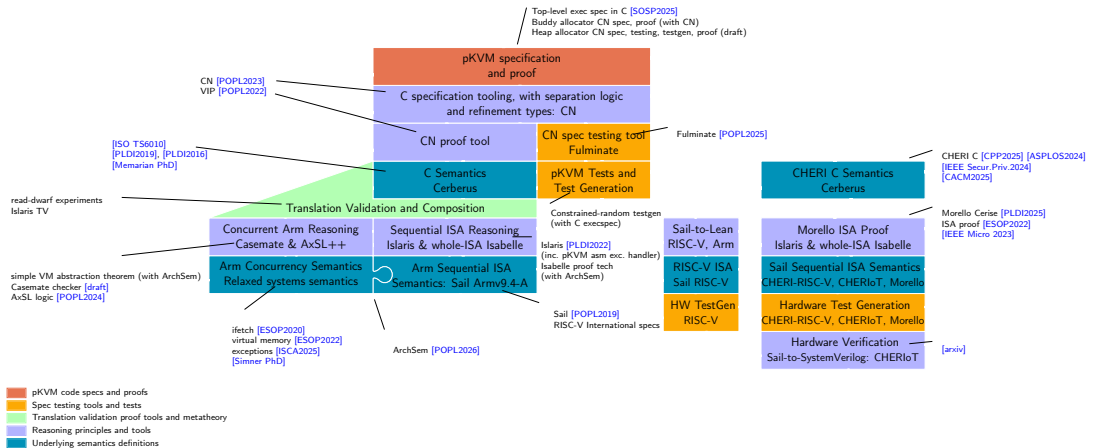 Top-level exec spec in C [SOSP2025]
Buddy allocator CN spec, proof (with CN)
Heap allocator CN spec, testing, testgen, proof (draft)
pKVM specification
and proof
CN [POPL2023]
VIP [POPL2022]
C specification tooling, with separation logic
and refinement types: CN
CN proof tool
CN spec testing tool
Fulminate
Fulminate [POPL2025]
[ISO TS6010]
[PLDI2019], [PLDI2016]
[Memarian PhD]
C Semantics
Cerberus
pKVM Tests and
Test Generation
CHERI C Semantics
Cerberus
CHERI C [CPP2025] [ASPLOS2024]
[IEEE Secur.Priv.2024]
[CACM2025]
read-dwarf experiments
Islaris TV
Translation Validation and Composition
Constrained-random testgen
(with C execspec)
Concurrent Arm Reasoning
Casemate & AxSL++
Sequential ISA Reasoning
Islaris & whole-ISA Isabelle
Islaris [PLDI2022]
(inc. pKVM asm exc. handler)
Isabelle proof tech
(with ArchSem)
Sail-to-Lean
RISC-V, Arm
Morello ISA Proof
Islaris & whole-ISA Isabelle
Morello Cerise [PLDI2025]
ISA proof [ESOP2022]
[IEEE Micro 2023]
simple VM abstraction theorem (with ArchSem)
Casemate checker [draft]
AxSL logic [POPL2024]
Arm Concurrency Semantics
Relaxed systems semantics
Arm Sequential ISA
Semantics: Sail Armv9.4-A
RISC-V ISA
Sail RISC-V
Sail Sequential ISA Semantics
CHERI-RISC-V, CHERIoT, Morello
ifetch [ESOP2020]
virtual memory [ESOP2022]
exceptions [ISCA2025]
[Simner PhD]
ArchSem [POPL2026]
Sail [POPL2019]
RISC-V International specs
HW TestGen
RISC-V
Hardware Test Generation
CHERI-RISC-V, CHERIoT, Morello
Hardware Verification
Sail-to-SystemVerilog: CHERIoT
[arxiv]
pKVM code specs and proofs
Spec testing tools and tests
Translation validation proof tools and metatheory
Reasoning principles and tools
Underlying semantics definitions